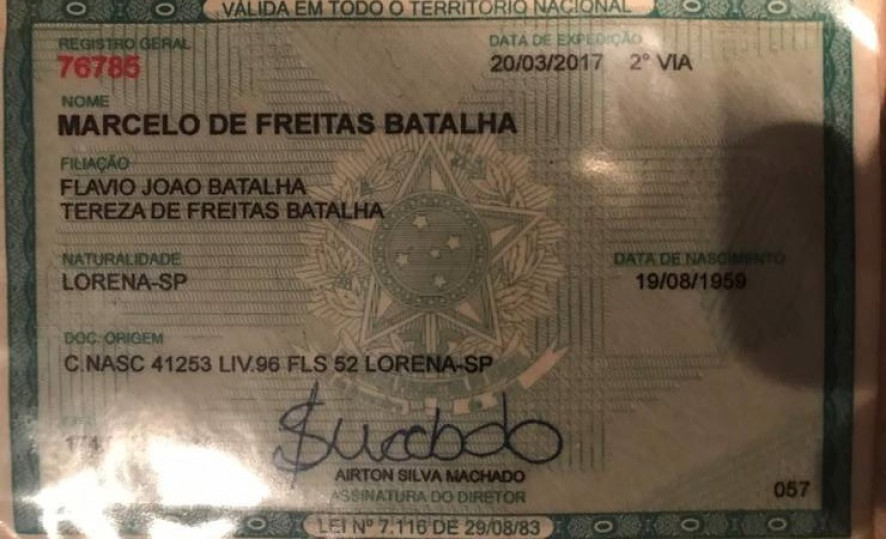 VÁLIDA EM TODO O TERRITÓRIO NACIONAL
REGISTRO GERAL
76785
DATA DE EXPEDIÇÃO
20/03/2017 2ª VIA
NOME
MARCELO DE FREITAS BATALHA
FILIAÇÃO
FLAVIO JOAO BATALHA
TEREZA DE FREITAS BATALHA
NATURALIDADE
LORENA-SP
DATA DE NASCIMENTO
19/08/1959
DOC. ORIGEM
C.NASC 41253 LIV.96 FLS 52 LORENA-SP
AIRTON SILVA MACHADO
ASSINATURA DO DIRETOR
057
LEI Nº 7.116 DE 29/08/83